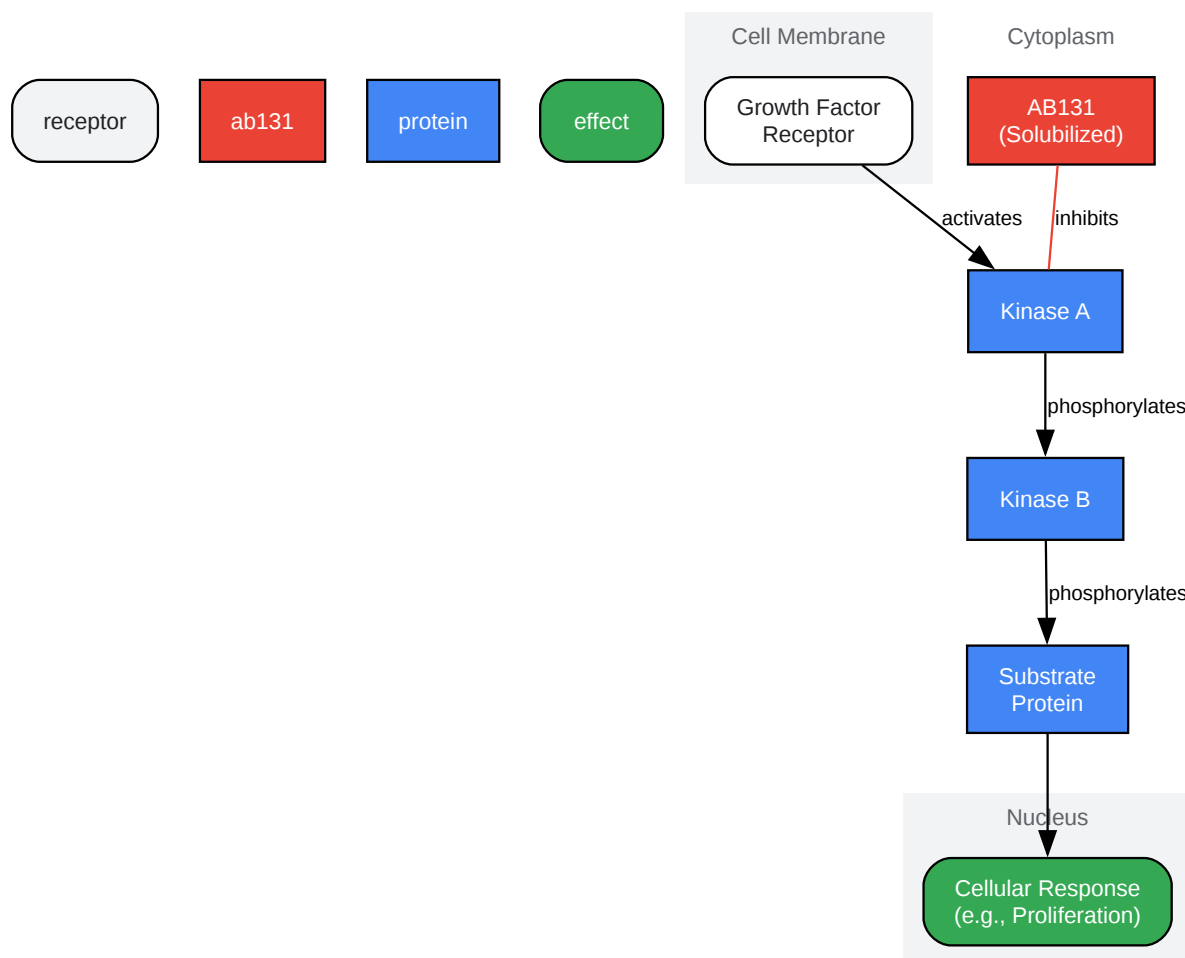 Cell Membrane
Cytoplasm
receptor
ab131
protein
effect
Growth Factor
Receptor
AB131
(Solubilized)
activates
inhibits
Kinase A
phosphorylates
Kinase B
phosphorylates
Substrate
Protein
Nucleus
Cellular Response
(e.g., Proliferation)